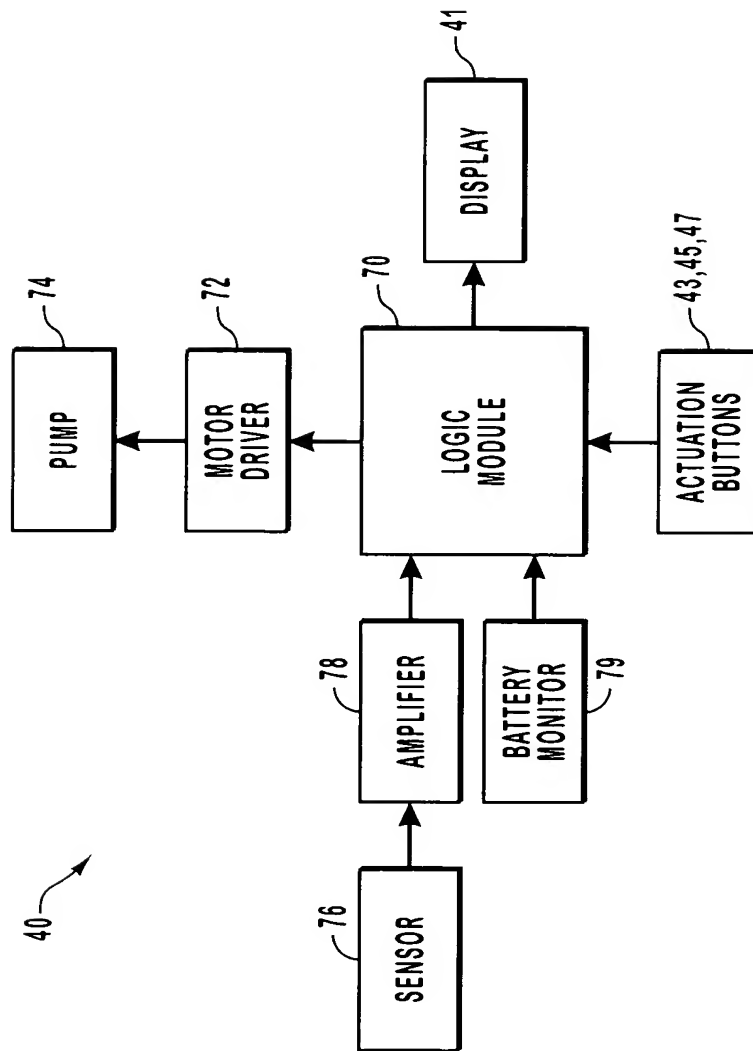 40
74
PUMP
72
MOTOR
DRIVER
76
SENSOR
78
AMPLIFIER
70
LOGIC
MODULE
41
DISPLAY
BATTERY
MONITOR
79
ACTUATION
BUTTONS
43,45,47